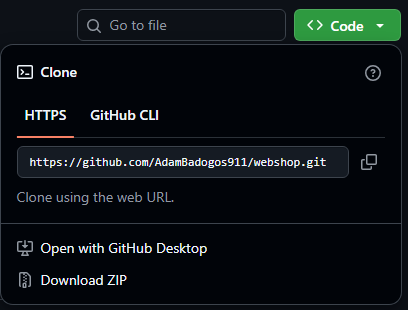 Go to file
<> Code
Clone
HTTPS
GitHub CLI
https://github.com/AdamBadogos911/webshop.git
Clone using the web URL.
Open with GitHub Desktop
Download ZIP